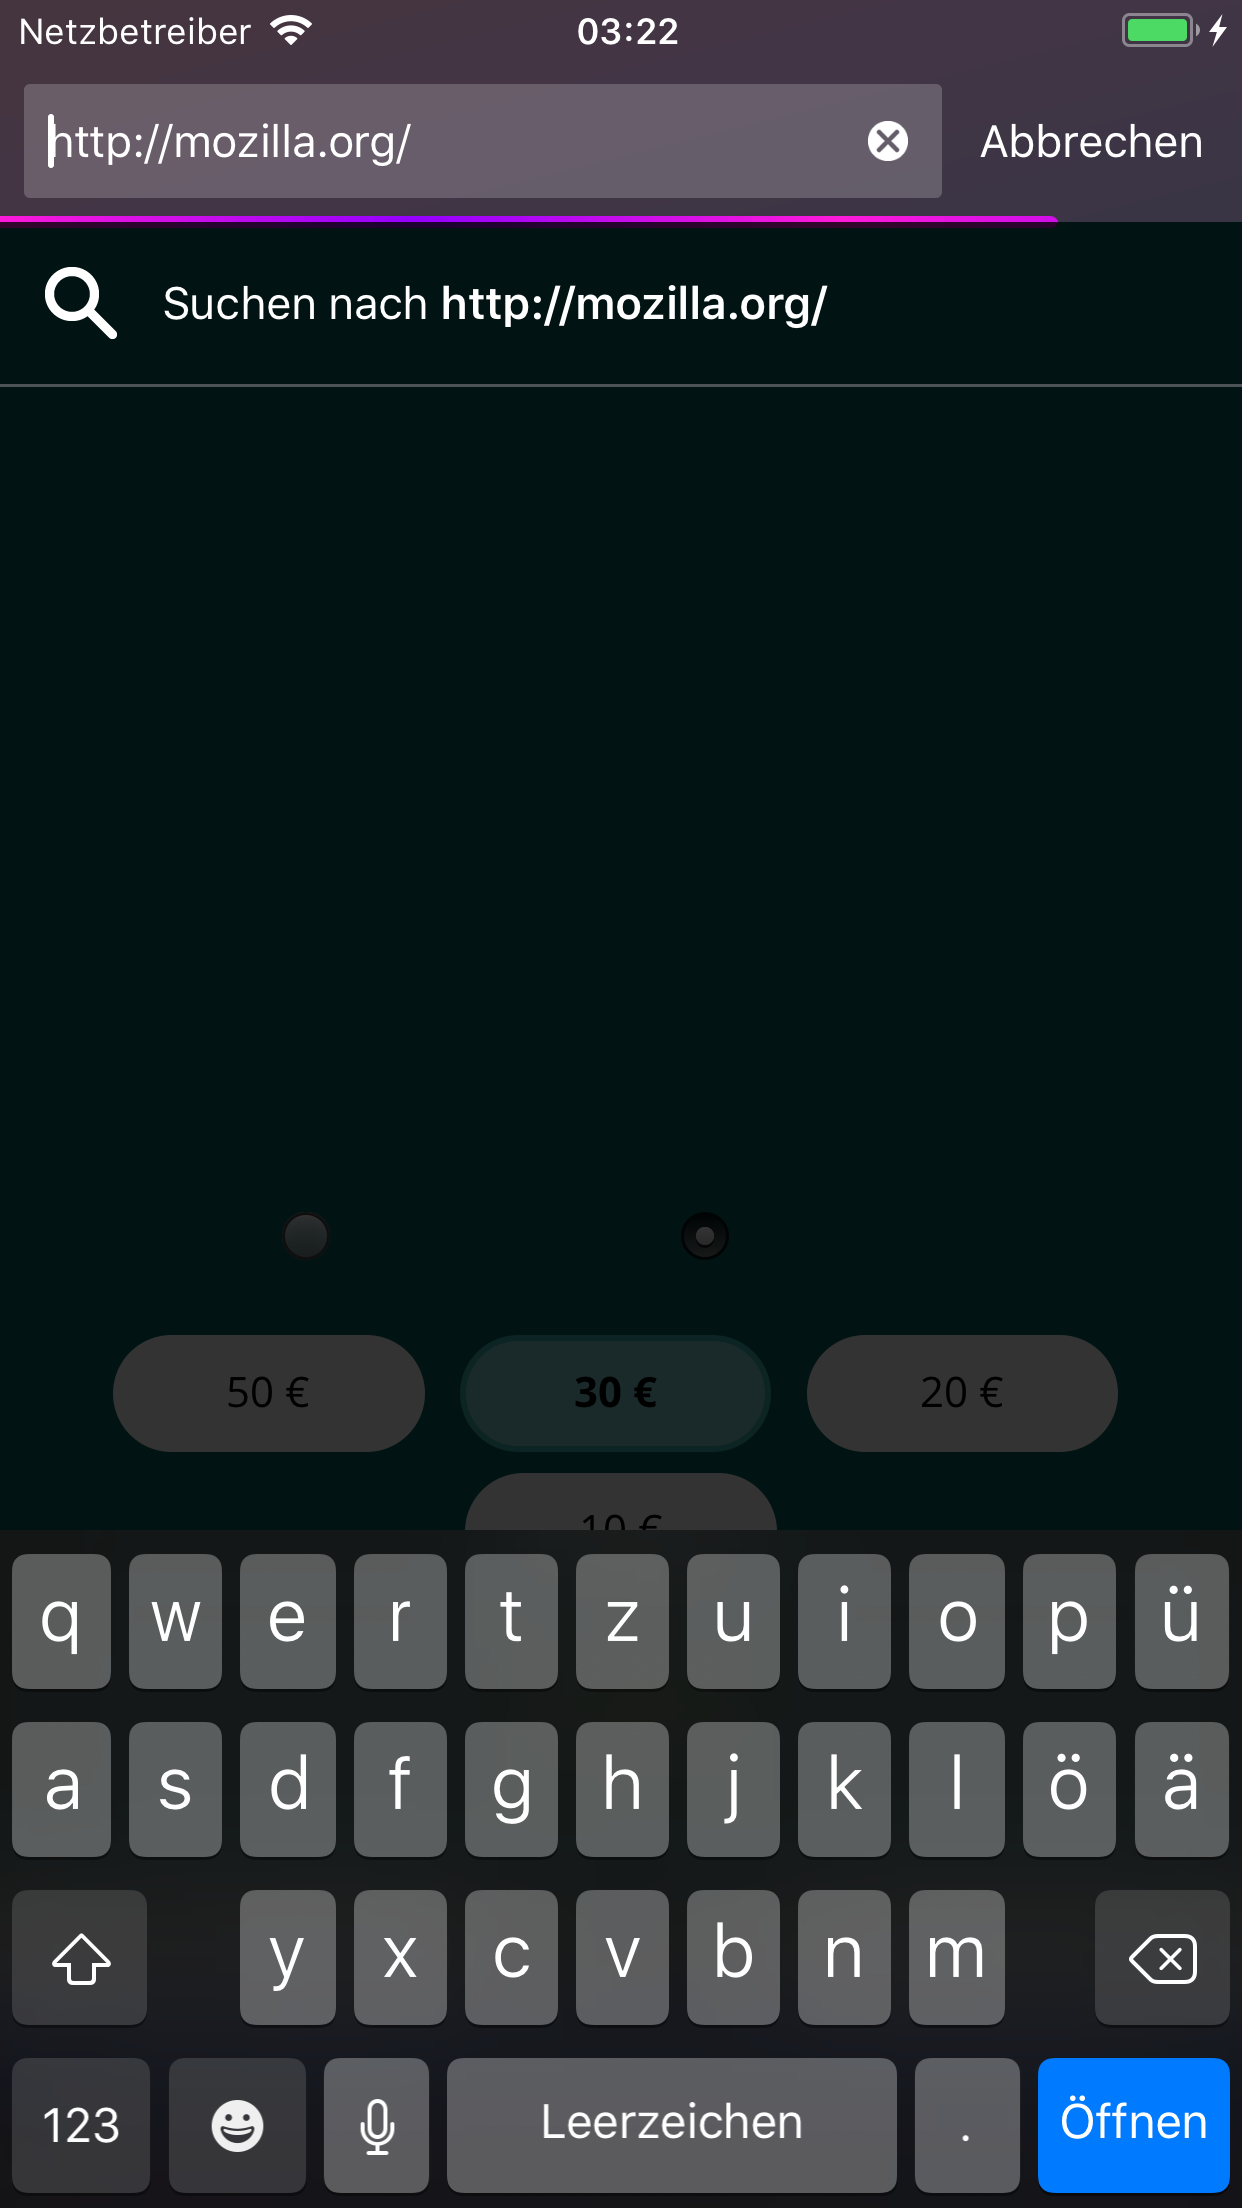 Netzbetreiber 03:22
http://mozilla.org/ Abbrechen
Suchen nach http://mozilla.org/
50 € 30 € 20 €
10 €
q w e r t z u i o p ü
a s d f g h j k l ö ä
y x c v b n m
123 Leerzeichen . Öffnen